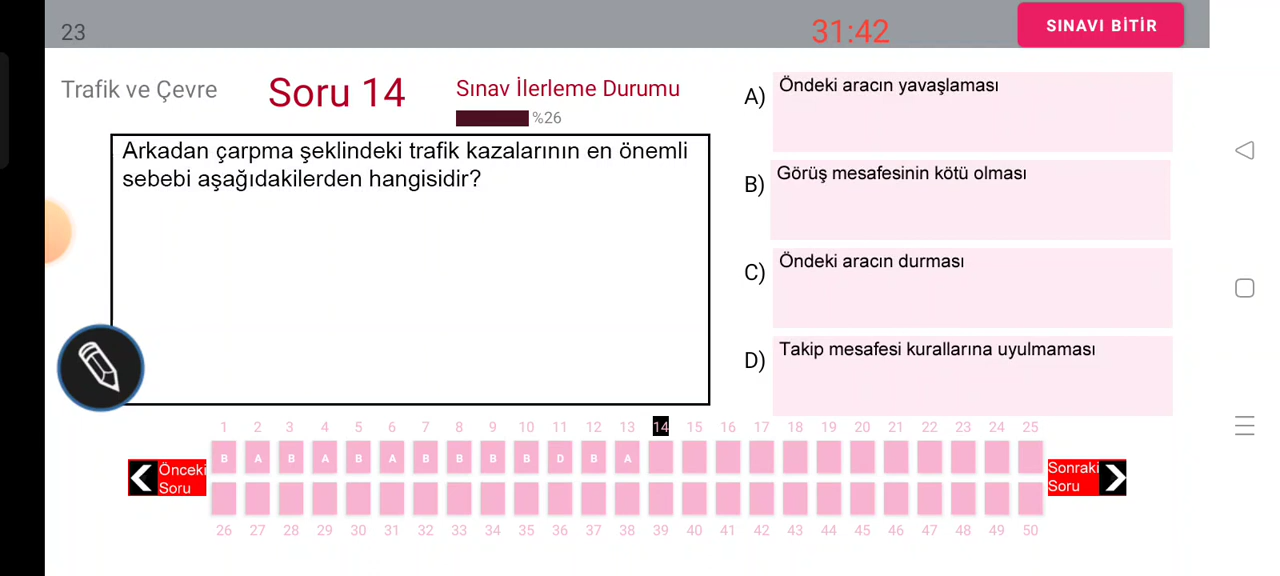 23
31:42
SINAVI BİTİR
Trafik ve Çevre
Soru 14
Sınav İlerleme Durumu
%26
Arkadan çarpma şeklindeki trafik kazalarının en önemli
sebebi aşağıdakilerden hangisidir?
A) Öndeki aracın yavaşlaması
B) Görüş mesafesinin kötü olması
C) Öndeki aracın durması
D) Takip mesafesi kurallarına uyulmaması
1 2 3 4 5 6 7 8 9 10 11 12 13 14 15 16 17 18 19 20 21 22 23 24 25
B A B A B A B B B B D B A
Önceki
Soru
Sonraki
Soru
26 27 28 29 30 31 32 33 34 35 36 37 38 39 40 41 42 43 44 45 46 47 48 49 50